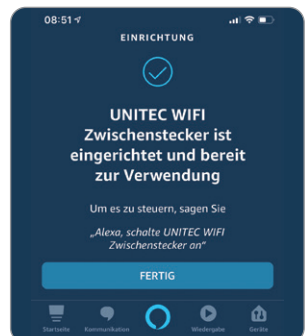 08:51
EINRICHTUNG
UNITEC WIFI
Zwischenstecker ist
eingerichtet und bereit
zur Verwendung
Um es zu steuern, sagen Sie
„Alexa, schalte UNITEC WIFI
Zwischenstecker an“
FERTIG
Startseite Kommunikation Wiedergabe Geräte